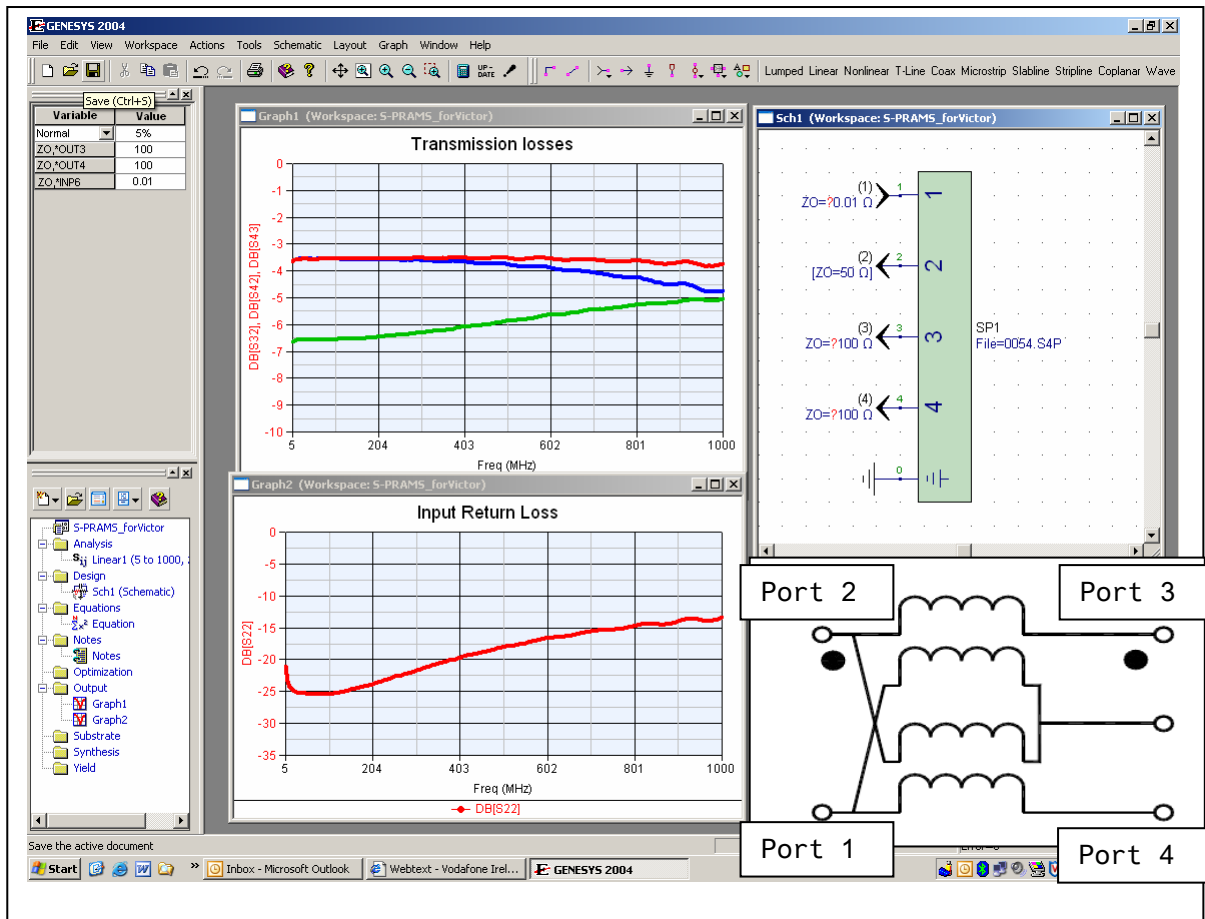 GENESYS 2004
File Edit View Workspace Actions Tools Schematic Layout Graph Window Help
UP-DATE
Lumped Linear Nonlinear T-Line Coax Microstrip Slabline Stripline Coplanar Wave
Save (Ctrl+S)
Variable Value
Normal 5%
ZO,*OUT3 100
ZO,*OUT4 100
ZO,*INP6 0.01
S-PRAMS_forVictor
Analysis
Sij Linear1 (5 to 1000,
Design
Sch1 (Schematic)
Equations
Σx² Equation
Notes
Notes
Optimization
Output
Graph1
Graph2
Substrate
Synthesis
Yield
Graph1 (Workspace: S-PRAMS_forVictor)
Transmission losses
DB[S32], DB[S42], DB[S43]
0
-1
-2
-3
-4
-5
-6
-7
-8
-9
-10
5 204 403 602 801 1000
Freq (MHz)
Graph2 (Workspace: S-PRAMS_forVictor)
Input Return Loss
DB[S22]
0
-5
-10
-15
-20
-25
-30
-35
5 204 403 602 801 1000
Freq (MHz)
DB[S22]
Sch1 (Workspace: S-PRAMS_forVictor)
(1) 1 1
ZO=?0.01 Ω
(2) 2 2
[ZO=50 Ω]
(3) 3 3
ZO=?100 Ω
SP1
File=0054.S4P
(4) 4 4
ZO=?100 Ω
0
Port 2
Port 3
Port 1
Port 4
Save the active document
Start
» Inbox - Microsoft Outlook
Webtext - Vodafone Irel...
GENESYS 2004